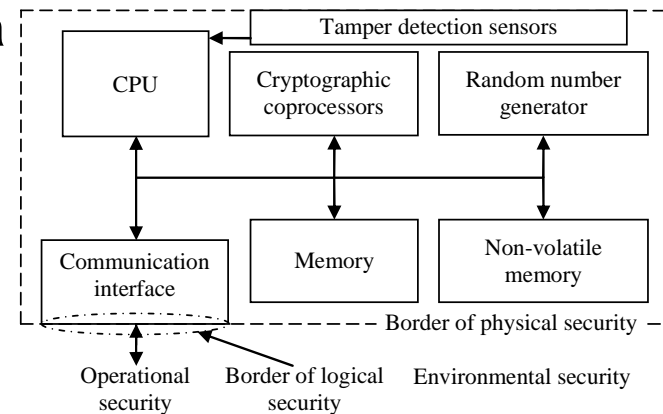 Tamper detection sensors
CPU
Cryptographic
coprocessors
Random number
generator
Communication
interface
Memory
Non-volatile
memory
Border of physical security
Operational
security
Border of logical
security
Environmental security